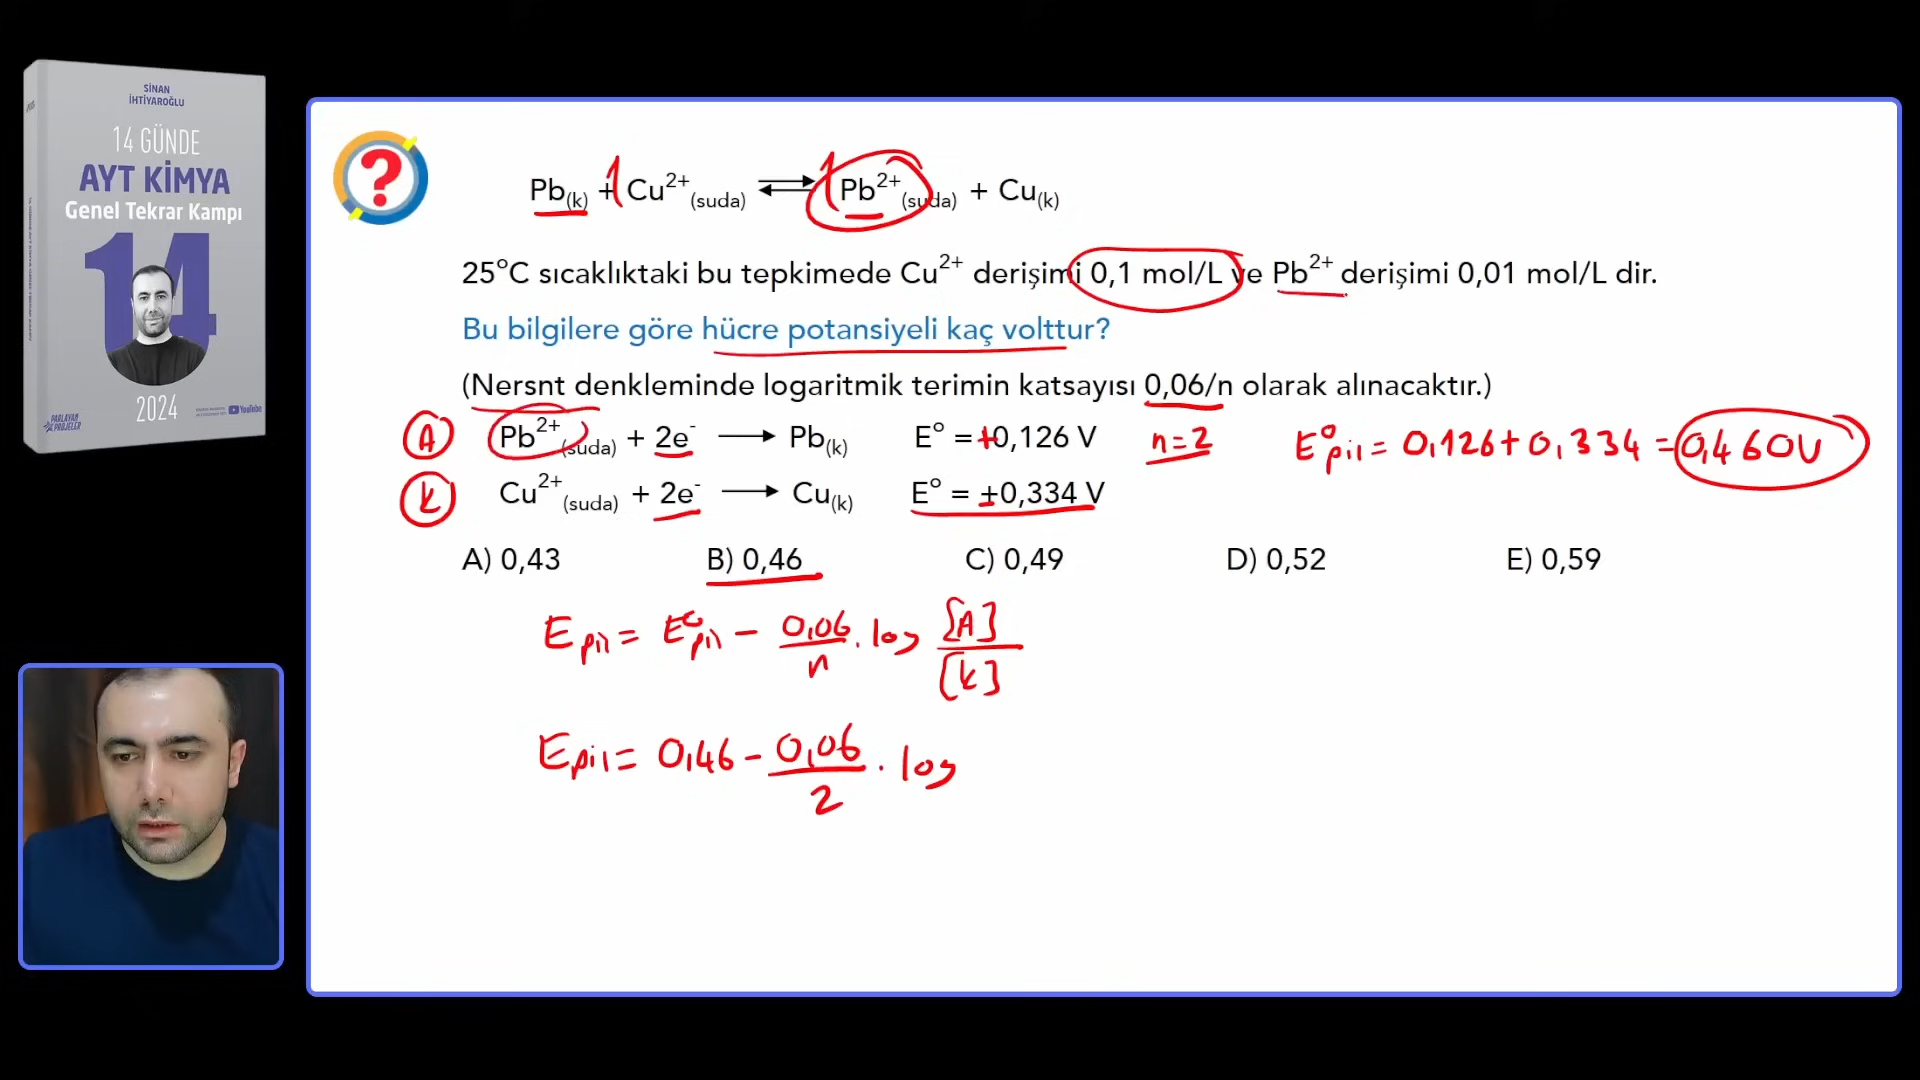 SİNAN
İHTİYAROĞLU
14 GÜNDE
AYT KİMYA
Genel Tekrar Kampı
14
2024
PARLAYAN
PROJELER
YouTube
?
Pb(k) + 1 Cu2+(suda) ⇌ 1 Pb2+(suda) + Cu(k)
25°C sıcaklıktaki bu tepkimede Cu2+ derişimi 0,1 mol/L ve Pb2+ derişimi 0,01 mol/L dir.
Bu bilgilere göre hücre potansiyeli kaç volttur?
(Nersnt denkleminde logaritmik terimin katsayısı 0,06/n olarak alınacaktır.)
A Pb2+(suda) + 2e- → Pb(k) E° = +0,126 V n=2 E°pil = 0,126 + 0,334 = 0,460V
K Cu2+(suda) + 2e- → Cu(k) E° = +0,334 V
A) 0,43 B) 0,46 C) 0,49 D) 0,52 E) 0,59
Epil = E°pil - 0,06/n . log [A]/[K]
Epil = 0,46 - 0,06/2 . log